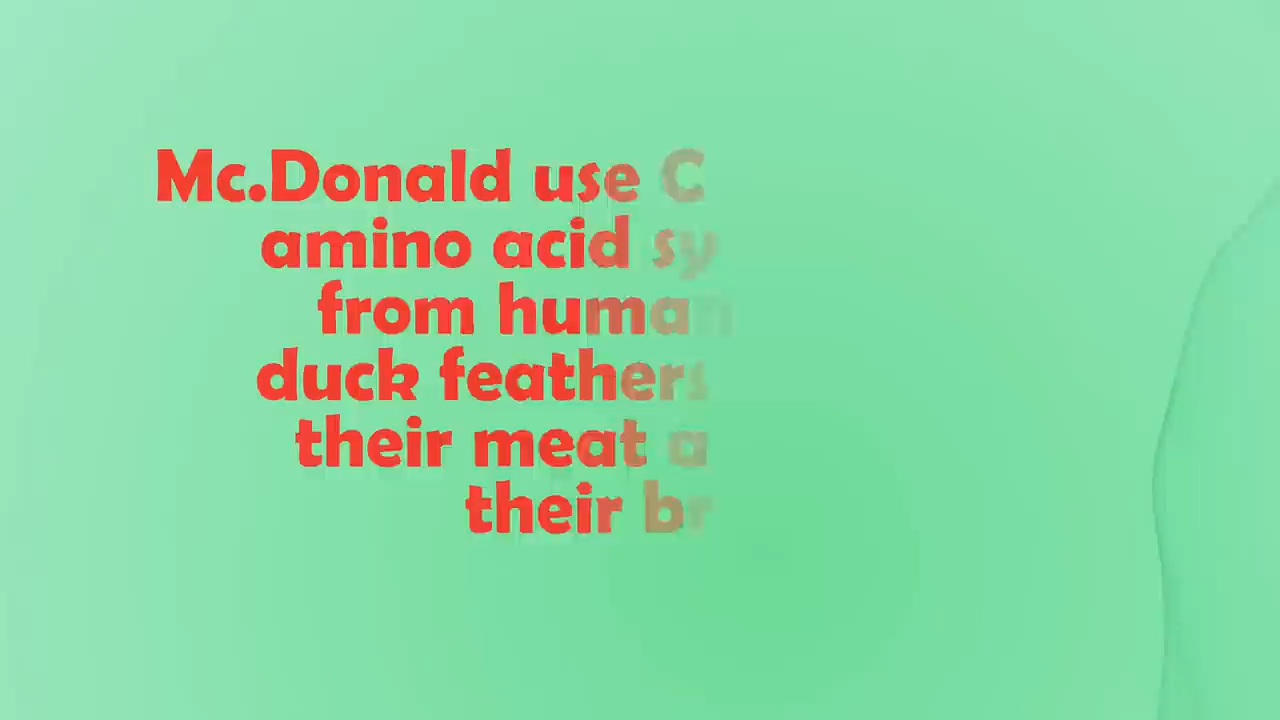 Mc.Donald use C
amino acid sy
from human
duck feathers
their meat a
their br